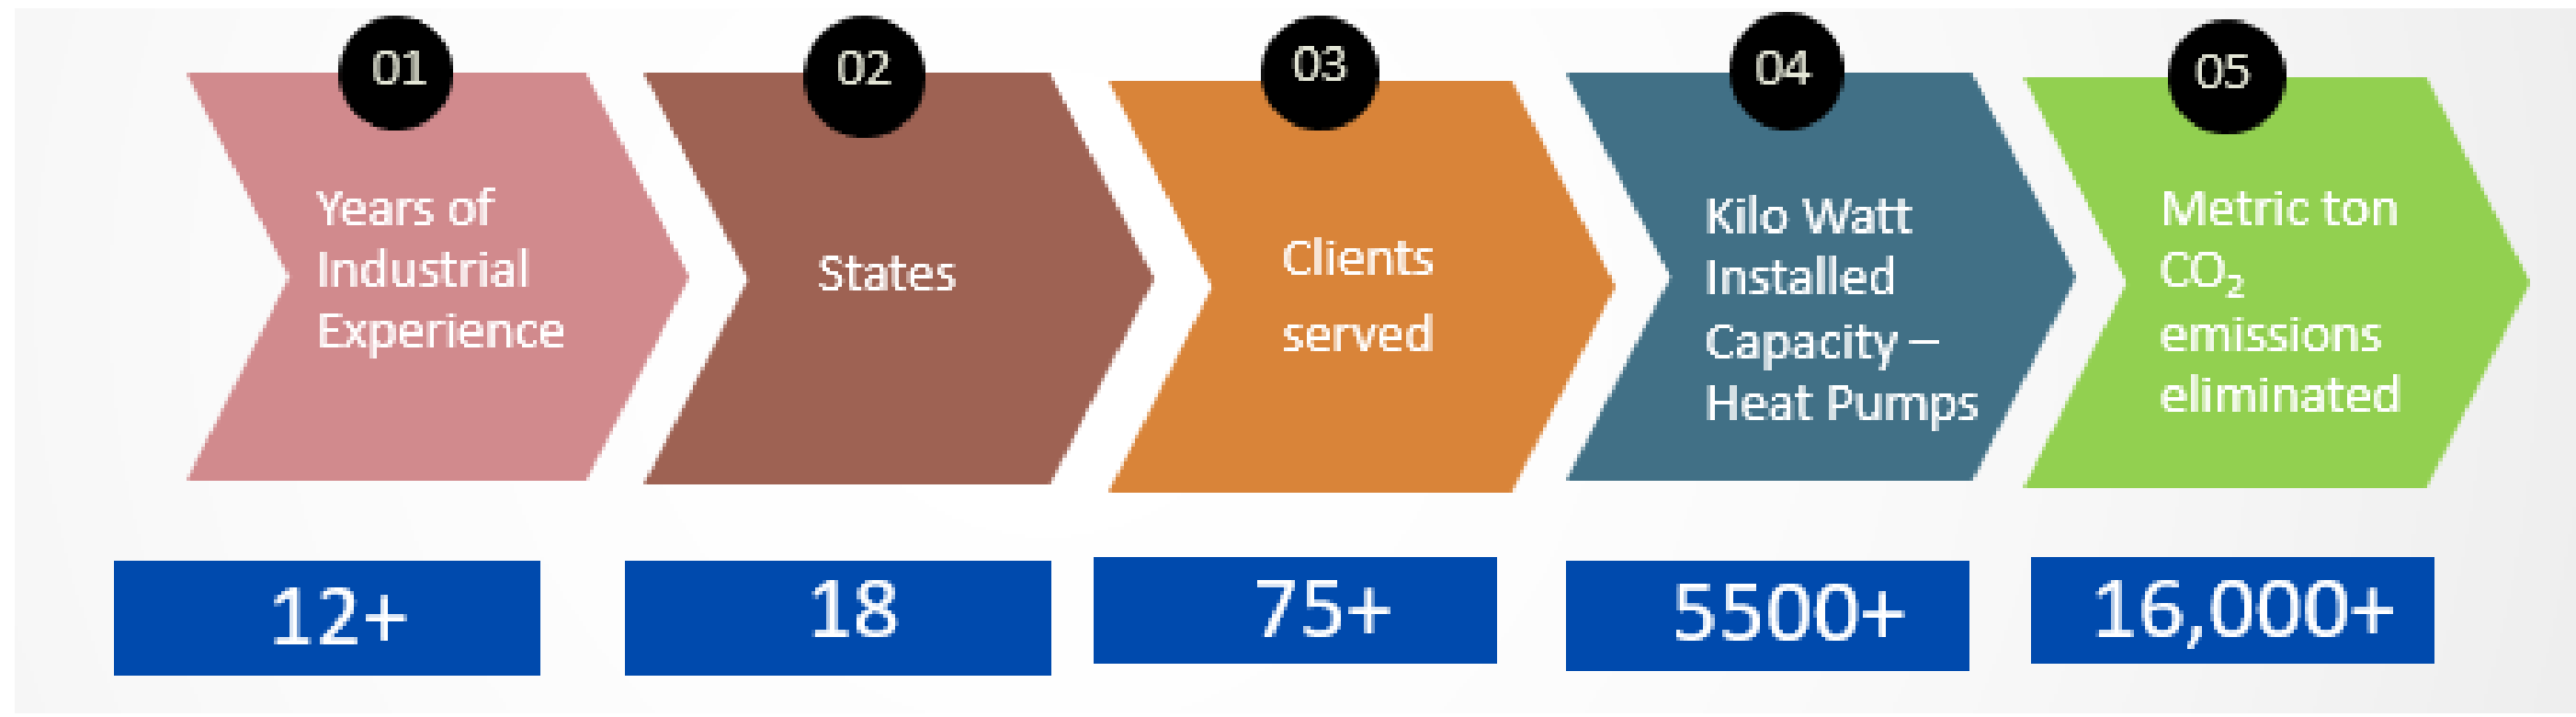 01
Years of
Industrial
Experience
12+
02
States
18
03
Clients
served
75+
04
Kilo Watt
Installed
Capacity –
Heat Pumps
5500+
05
Metric ton
CO₂
emissions
eliminated
16,000+